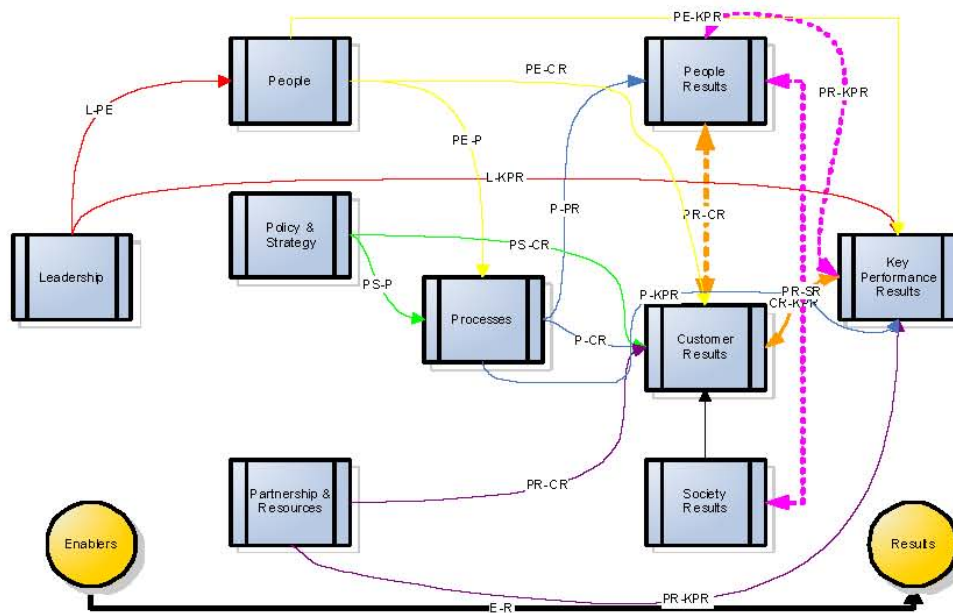 PE-KPR
People
People
Results
PE-CR
PR-KPR
L-PE
PE-P
L-KPR
P-PR
Policy &
Strategy
PR-CR
Leadership
PS-CR
Key
Performance
Results
PS-P
P-KPR
PR-SR
CR-KPR
Processes
P-CR
Customer
Results
Partnership &
Resources
PR-CR
Society
Results
Enablers
Results
PR-KPR
E-R